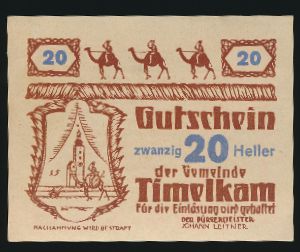 20 20
Gutschein
zwanzig 20 Heller
der Gemeinde
Timelkam
Für die Einlösung wird gehaftet
DER BÜRGERMEISTER
JOHANN LEITNER
NACHAHMUNG WIRD BESTRAFT